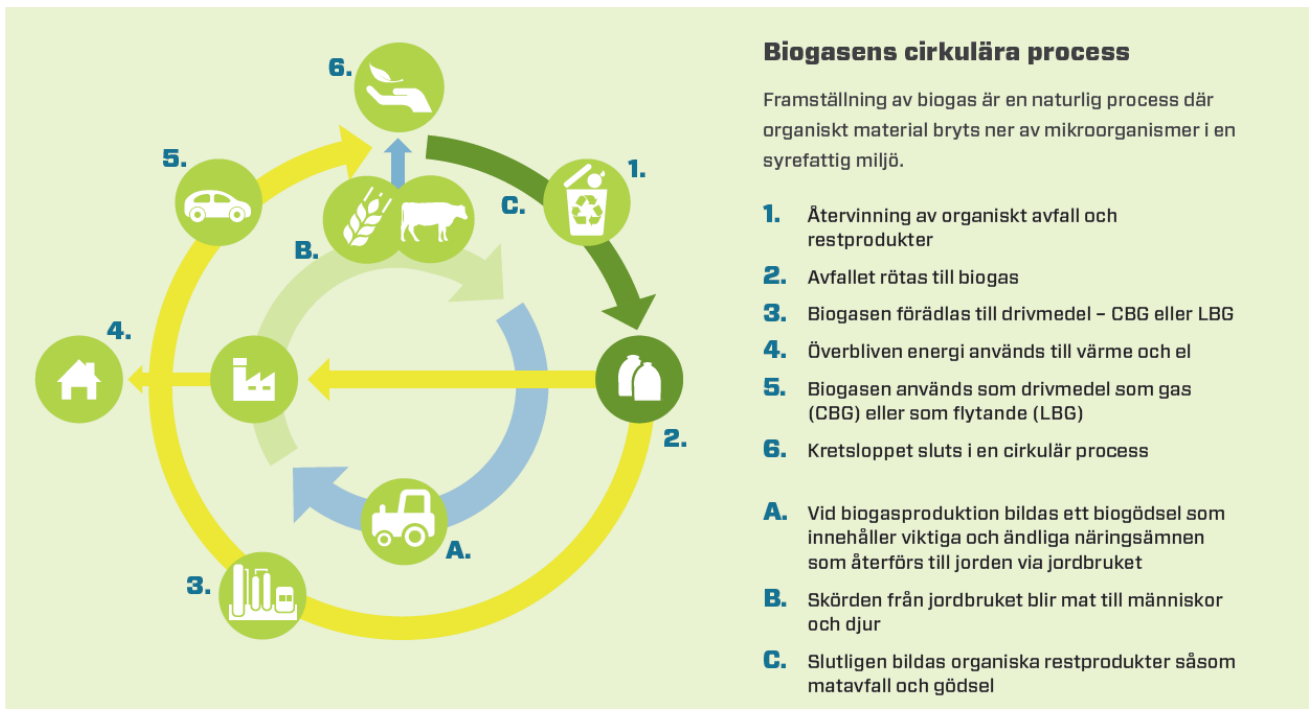 Biogasens cirkulära process
Framställning av biogas är en naturlig process där
organiskt material bryts ner av mikroorganismer i en
syrefattig miljö.
1. Återvinning av organiskt avfall och
restprodukter
2. Avfallet rötas till biogas
3. Biogasen förädlas till drivmedel – CBG eller LBG
4. Överbliven energi används till värme och el
5. Biogasen används som drivmedel som gas
(CBG) eller som flytande (LBG)
6. Kretsloppet sluts i en cirkulär process
A. Vid biogasproduktion bildas ett biogödsel som
innehåller viktiga och ändliga näringsämnen
som återförs till jorden via jordbruket
B. Skörden från jordbruket blir mat till människor
och djur
C. Slutligen bildas organiska restprodukter såsom
matavfall och gödsel
6.
5.
1.
C.
B.
4.
2.
A.
3.